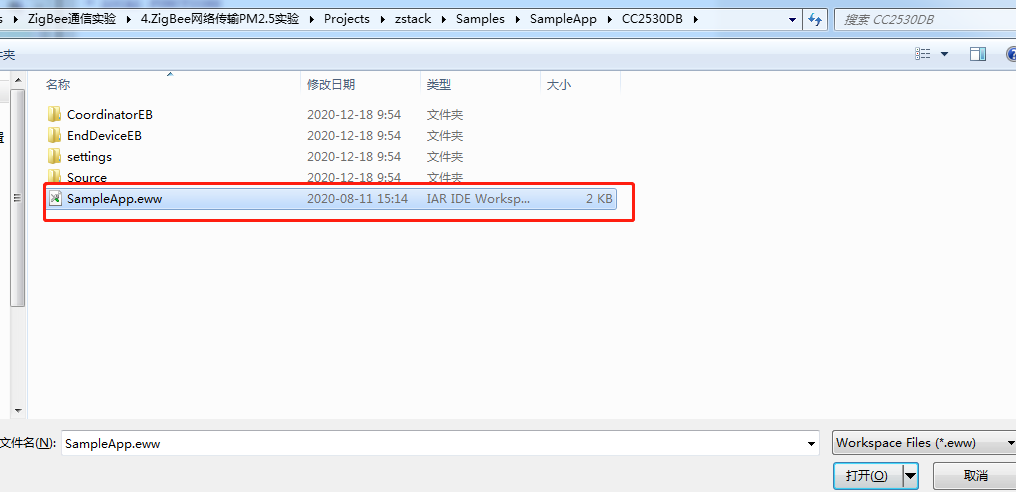 s ▸ ZigBee通信实验 ▸ 4.ZigBee网络传输PM2.5实验 ▸ Projects ▸ zstack ▸ Samples ▸ SampleApp ▸ CC2530DB ▸ 搜索 CC2530DB
夹
名称 修改日期 类型 大小
CoordinatorEB 2020-12-18 9:54 文件夹
EndDeviceEB 2020-12-18 9:54 文件夹
settings 2020-12-18 9:54 文件夹
Source 2020-12-18 9:54 文件夹
SampleApp.eww 2020-08-11 15:14 IAR IDE Worksp... 2 KB
文件名(N): SampleApp.eww Workspace Files (*.eww)
打开(O) 取消